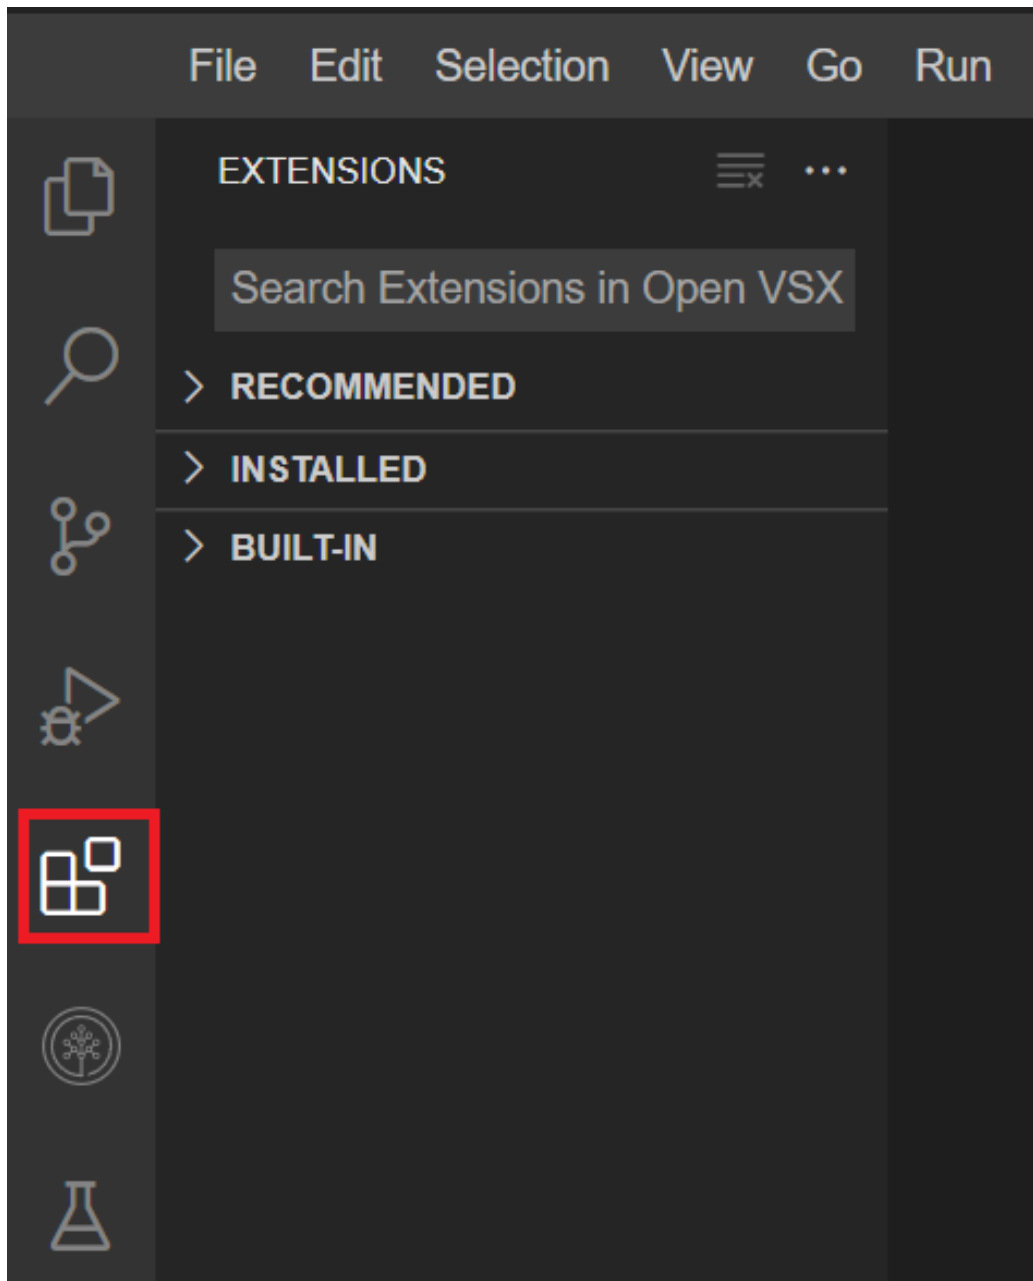 File Edit Selection View Go Run
EXTENSIONS
Search Extensions in Open VSX
RECOMMENDED
INSTALLED
BUILT-IN